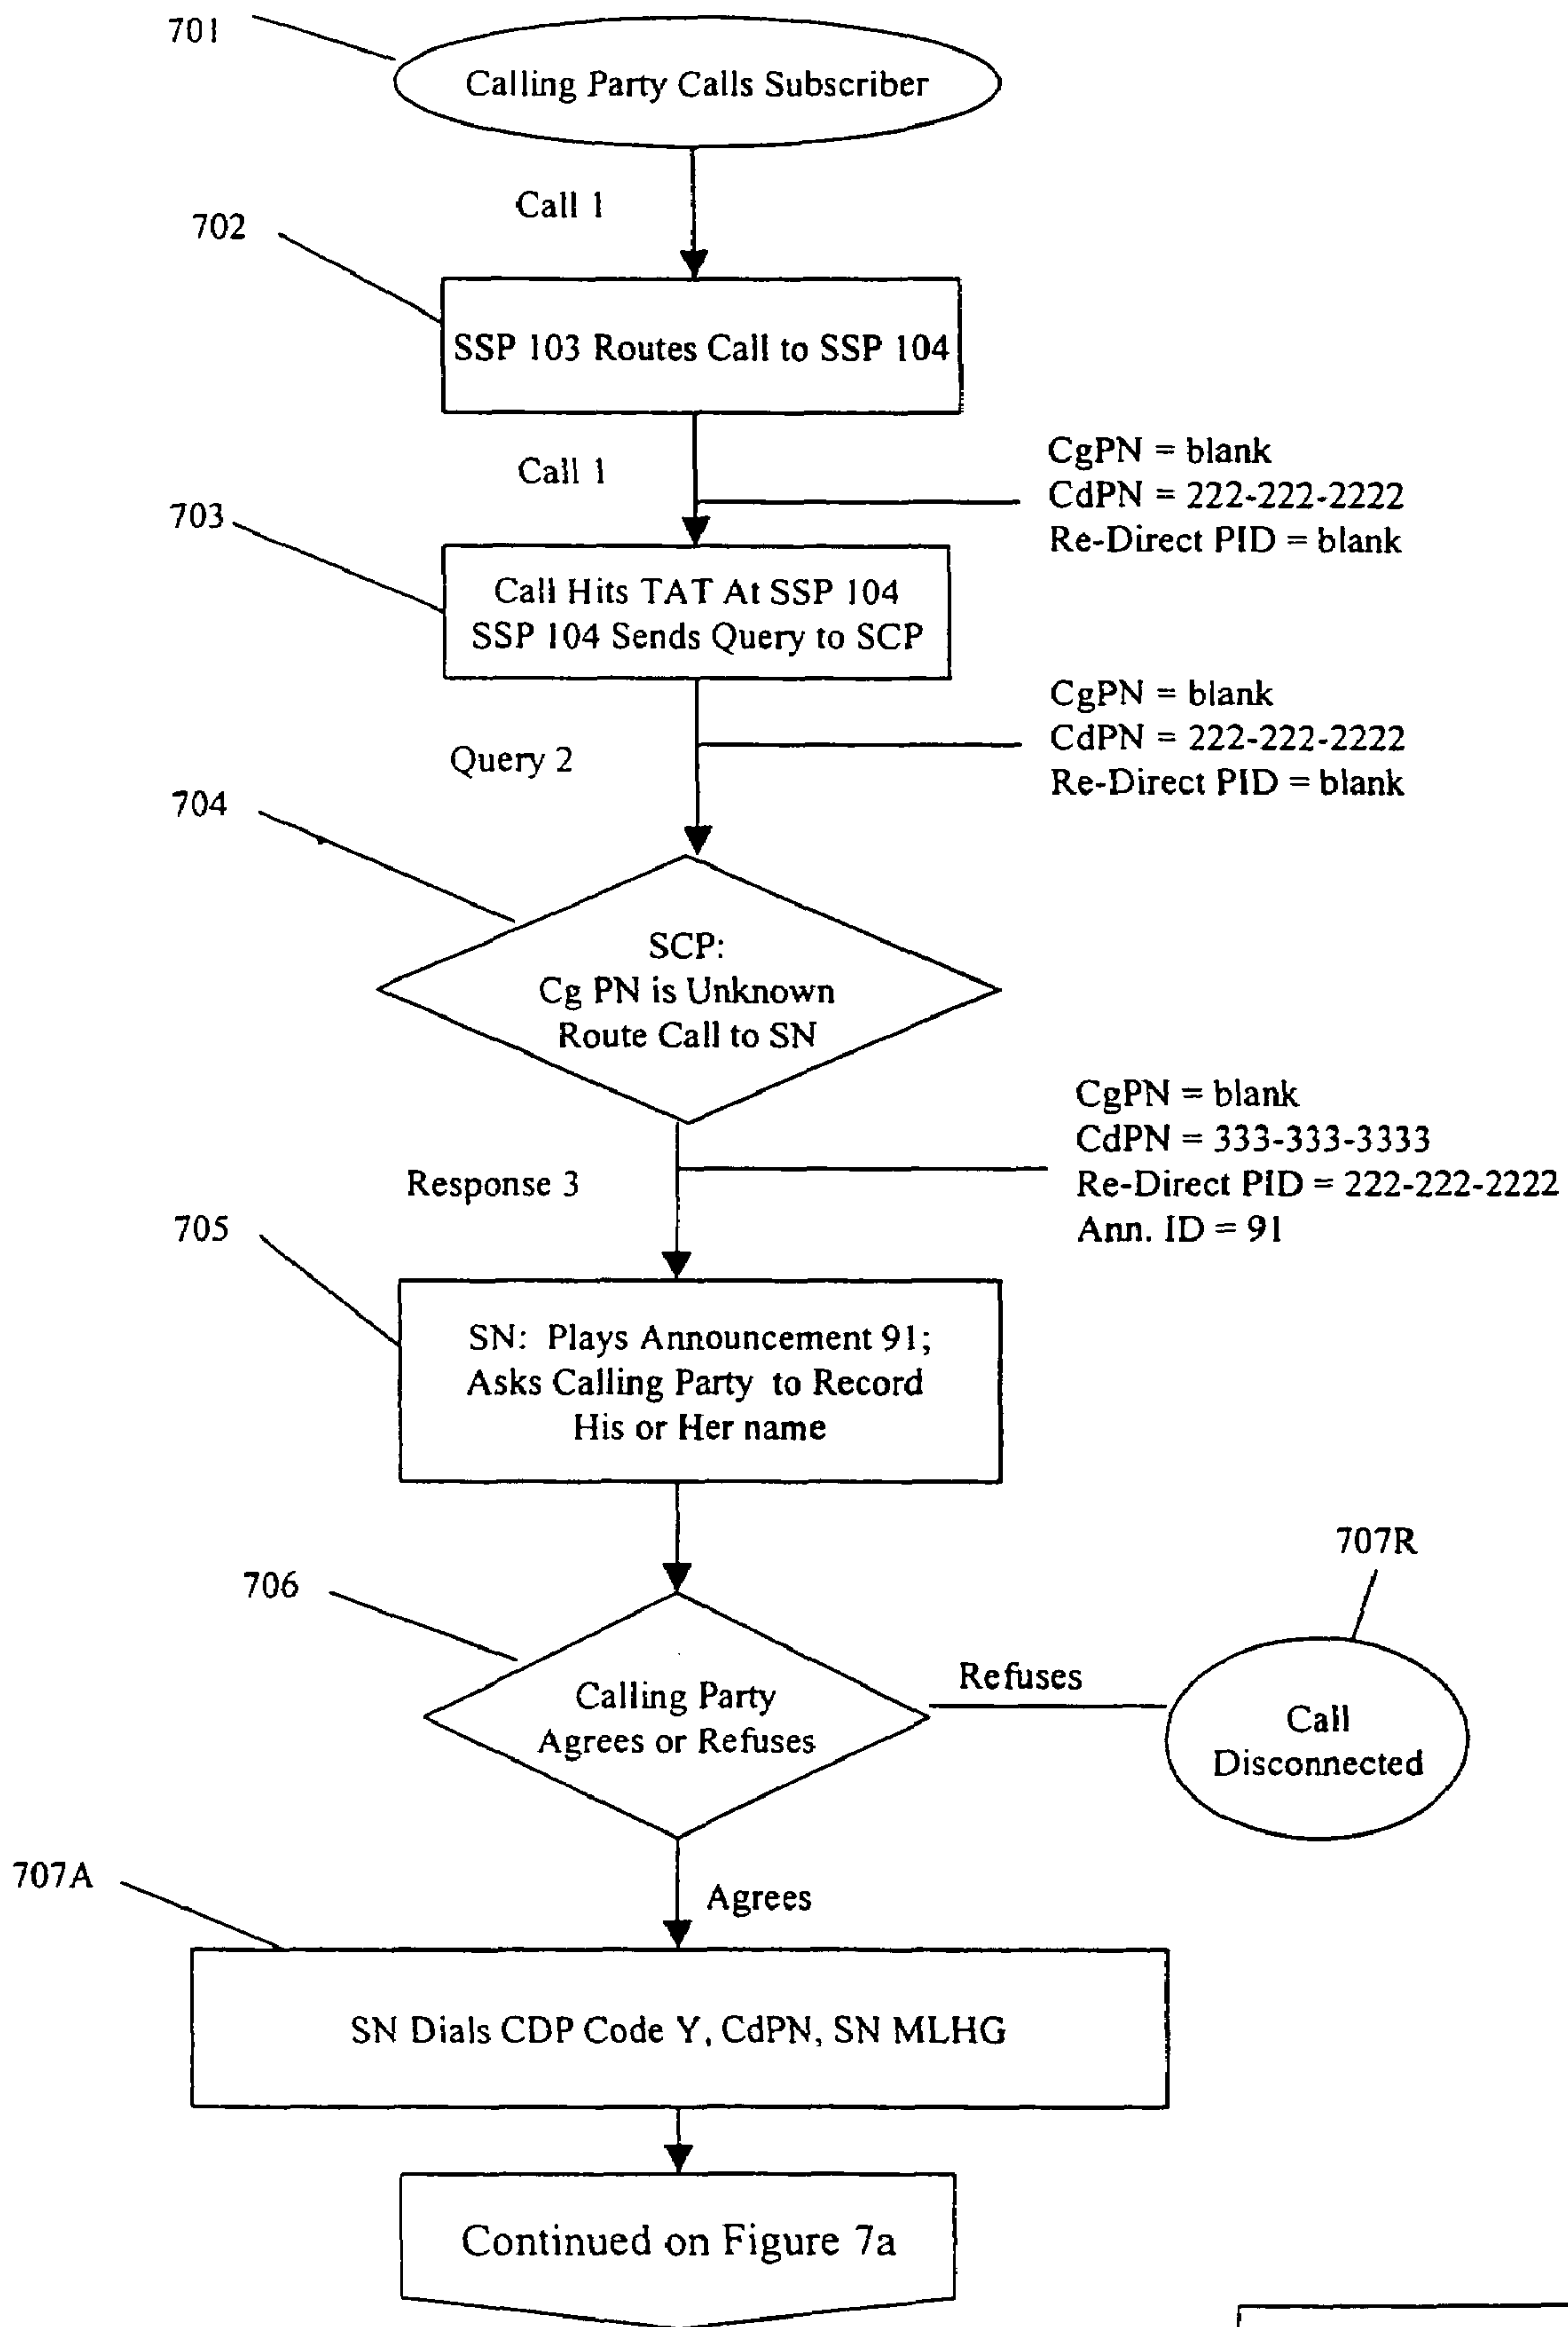 701
Calling Party Calls Subscriber
Call 1
702
SSP 103 Routes Call to SSP 104
Call 1
CgPN = blank
CdPN = 222-222-2222
Re-Direct PID = blank
703
Call Hits TAT At SSP 104
SSP 104 Sends Query to SCP
CgPN = blank
CdPN = 222-222-2222
Re-Direct PID = blank
Query 2
704
SCP:
Cg PN is Unknown
Route Call to SN
CgPN = blank
CdPN = 333-333-3333
Re-Direct PID = 222-222-2222
Ann. ID = 91
Response 3
705
SN: Plays Announcement 91;
Asks Calling Party to Record
His or Her name
707R
706
Calling Party
Agrees or Refuses
Refuses
Call
Disconnected
707A
Agrees
SN Dials CDP Code Y, CdPN, SN MLHG
Continued on Figure 7a